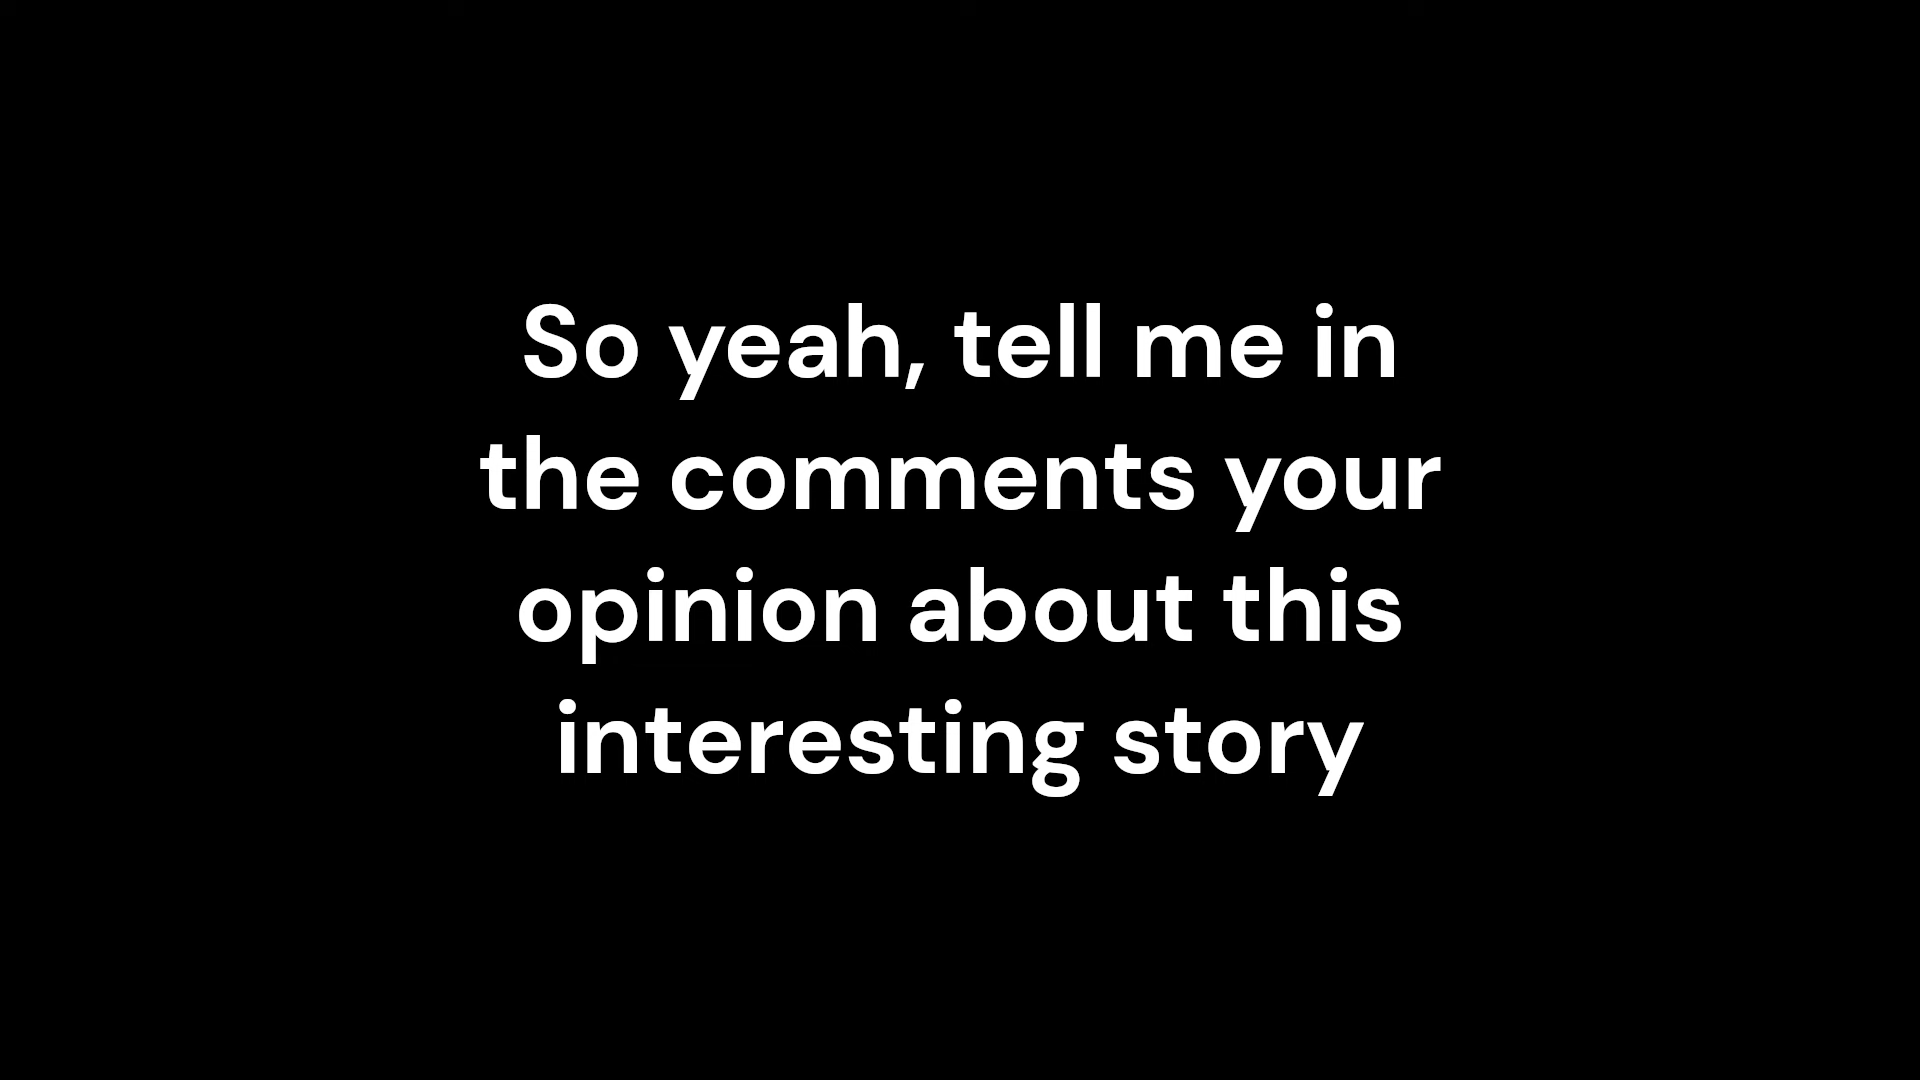 So yeah, tell me in
the comments your
opinion about this
interesting story